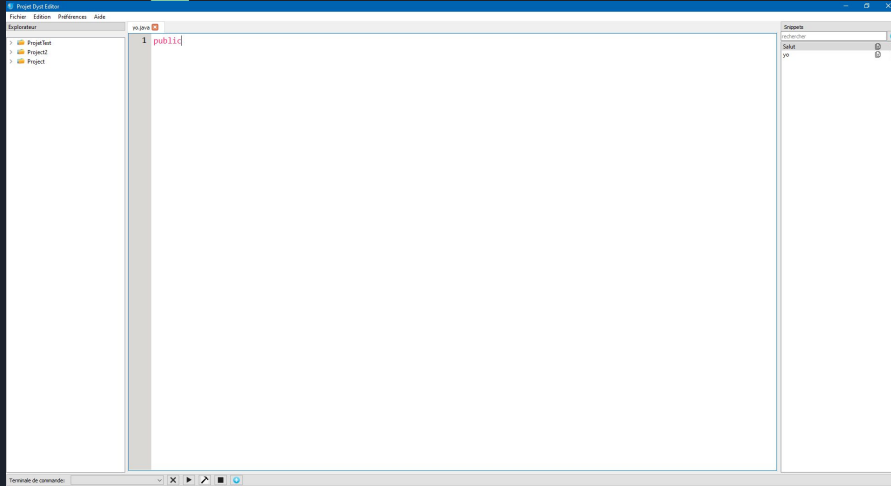 Projet Dyst Editor
Fichier Edition Préférences Aide
Explorateur
ProjetTest
Project2
Project
yo.java
1 public
Snippets
rechercher
Salut
yo
Terminale de commande: